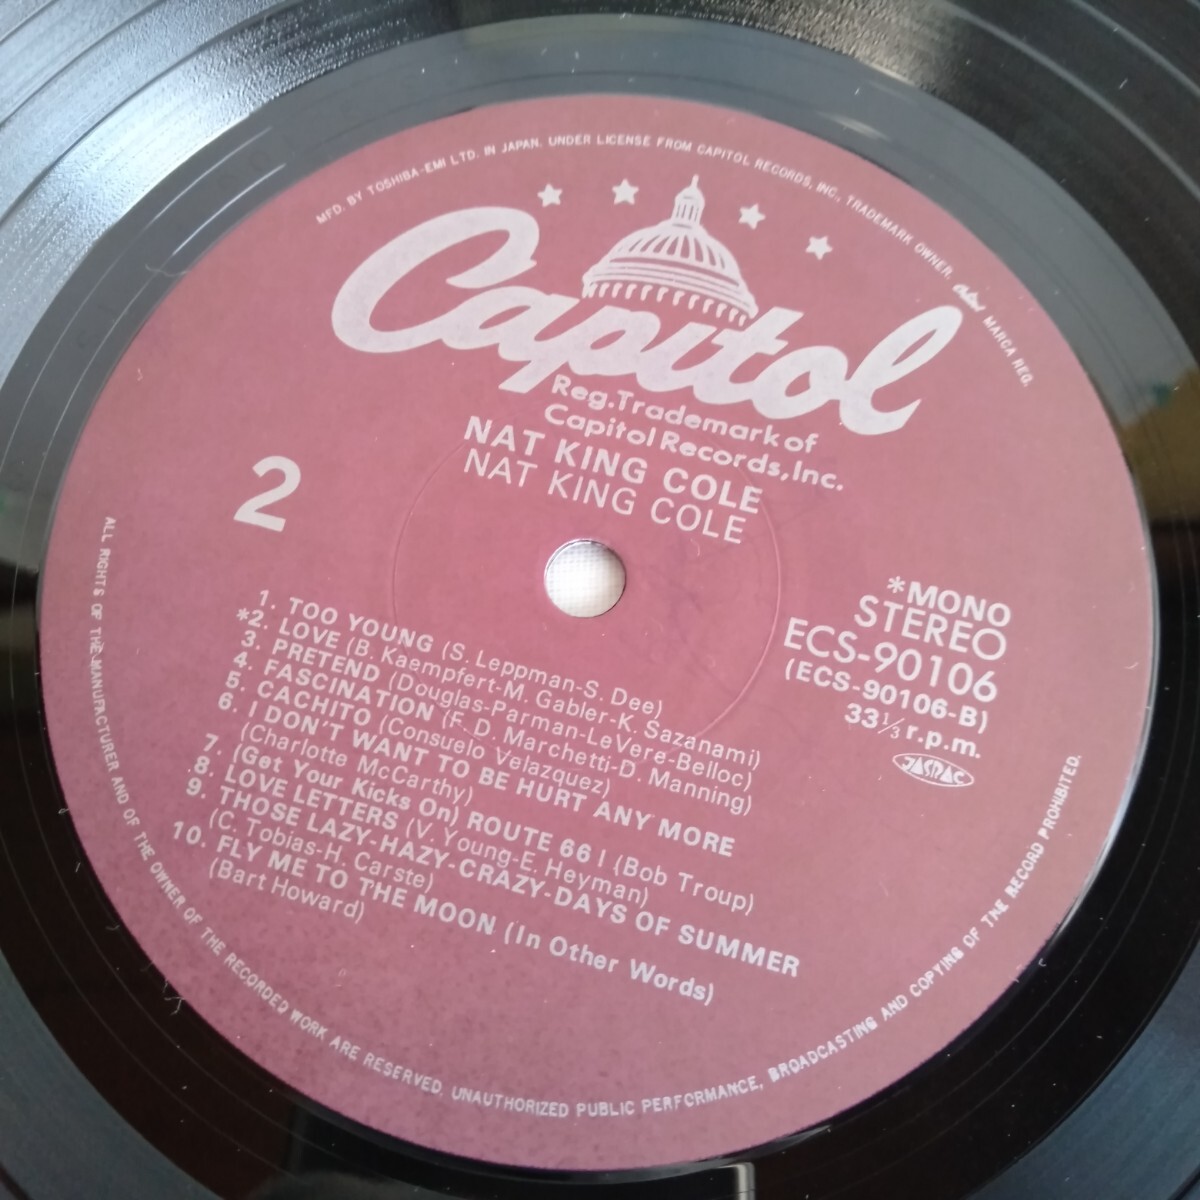 MFD. BY TOSHIBA-EMI LTD. IN JAPAN. UNDER LICENSE FROM CAPITOL RECORDS, INC., TRADEMARK OWNER. Capitol MARCA REG.
Capitol
Reg.Trademark of
Capitol Records,Inc.
NAT KING COLE
NAT KING COLE
2
*MONO
STEREO
ECS-90106
(ECS-90106-B)
33⅓ r.p.m.
JASRAC
1. TOO YOUNG (S. Leppman-S. Dee)
*2. LOVE (B. Kaempfert-M. Gabler-K. Sazanami)
3. PRETEND (Douglas-Parman-LeVere-Belloc)
4. FASCINATION (F. D. Marchetti-D. Manning)
5. CACHITO (Consuelo Velazquez)
6. I DON'T WANT TO BE HURT ANY MORE
(Charlotte McCarthy)
7. (Get Your Kicks On) ROUTE 66! (Bob Troup)
8. LOVE LETTERS (V. Young-E. Heyman)
9. THOSE LAZY-HAZY-CRAZY-DAYS OF SUMMER
(C. Tobias-H. Carste)
10. FLY ME TO THE MOON (In Other Words)
(Bart Howard)
ALL RIGHTS OF THE MANUFACTURER AND OF THE OWNER OF THE RECORDED WORK ARE RESERVED. UNAUTHORIZED PUBLIC PERFORMANCE, BROADCASTING AND COPYING OF THE RECORD PROHIBITED.